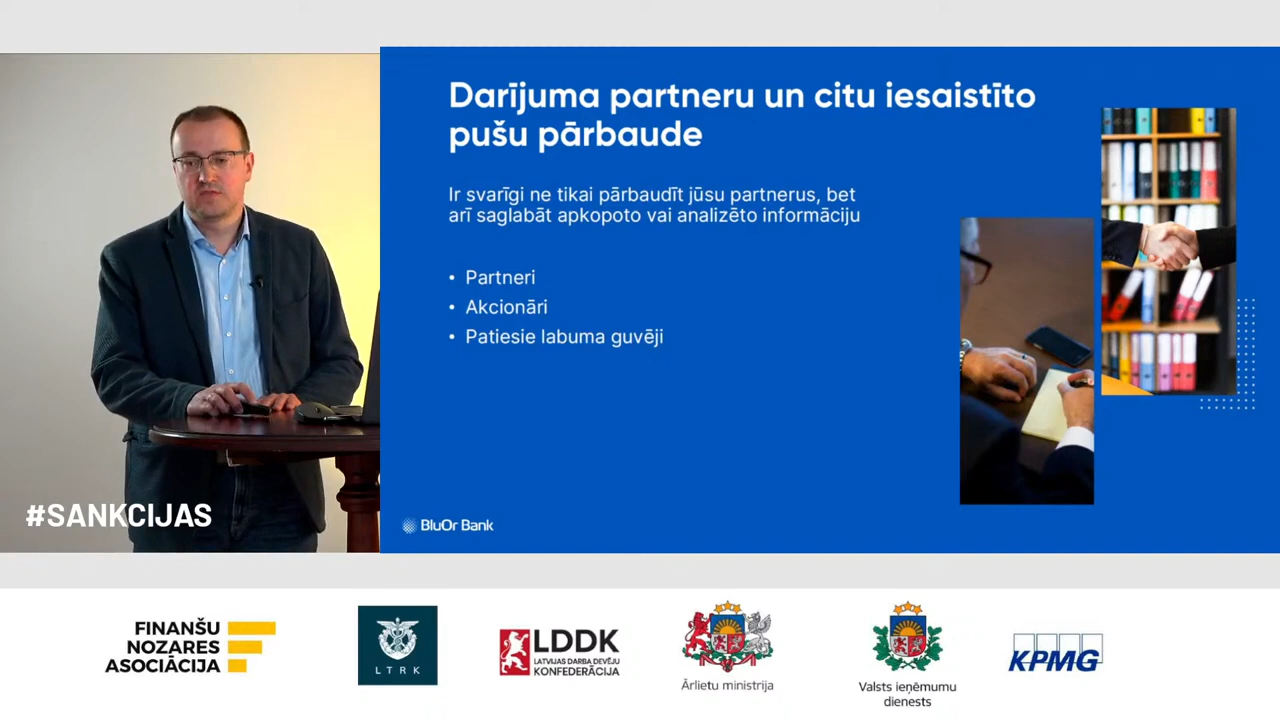 Darījuma partneru un citu iesaistīto
pušu pārbaude
Ir svarīgi ne tikai pārbaudīt jūsu partnerus, bet
arī saglabāt apkopoto vai analizēto informāciju
• Partneri
• Akcionāri
• Patiesie labuma guvēji
#SANKCIJAS
BluOr Bank
FINANŠU
NOZARES
ASOCIĀCIJA
LTRK
LDDK
LATVIJAS DARBA DEVĒJU
KONFEDERĀCIJA
Ārlietu ministrija
Valsts ieņēmumu
dienests
KPMG